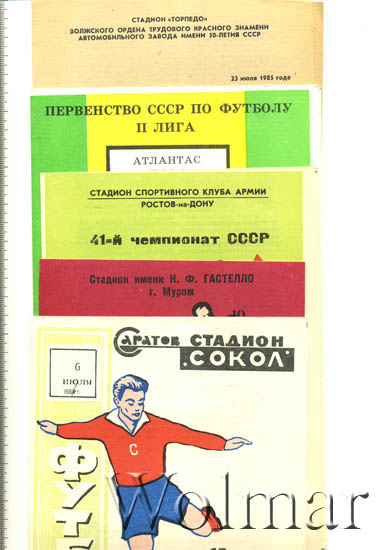 СТАДИОН «ТОРПЕДО»
ВОЛЖСКОГО ОРДЕНА ТРУДОВОГО КРАСНОГО ЗНАМЕНИ
АВТОМОБИЛЬНОГО ЗАВОДА ИМЕНИ 50-ЛЕТИЯ СССР
23 июля 1985 года
ПЕРВЕНСТВО СССР ПО ФУТБОЛУ
II ЛИГА
АТЛАНТАС
СТАДИОН СПОРТИВНОГО КЛУБА АРМИИ
РОСТОВ-на-ДОНУ
41-й чемпионат СССР
Стадион имени Н. Ф. ГАСТЕЛЛО
г. Муром
САРАТОВ СТАДИОН
„СОКОЛ"
6
июля
С
ФУТ
Wolmar